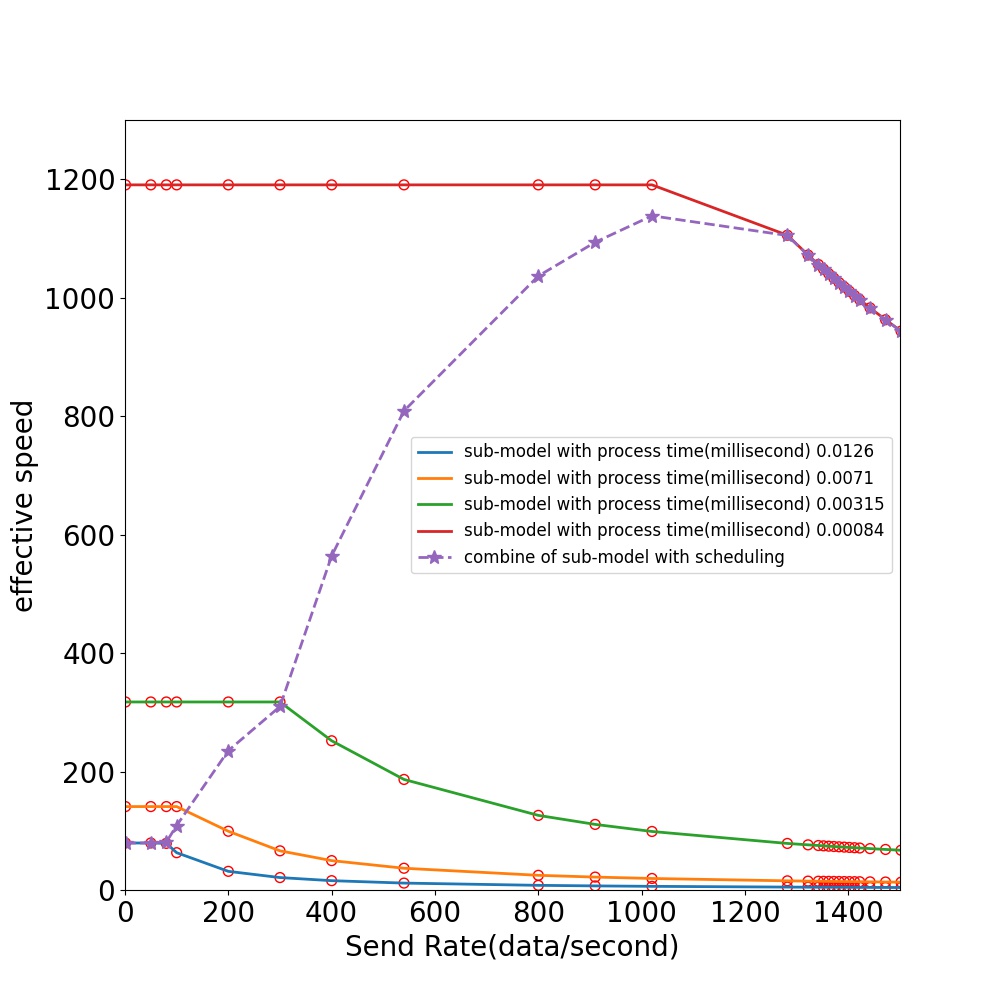 1200
1000
800
600
400
200
0
effective speed
sub-model with process time(millisecond) 0.0126
sub-model with process time(millisecond) 0.0071
sub-model with process time(millisecond) 0.00315
sub-model with process time(millisecond) 0.00084
combine of sub-model with scheduling
0 200 400 600 800 1000 1200 1400
Send Rate(data/second)